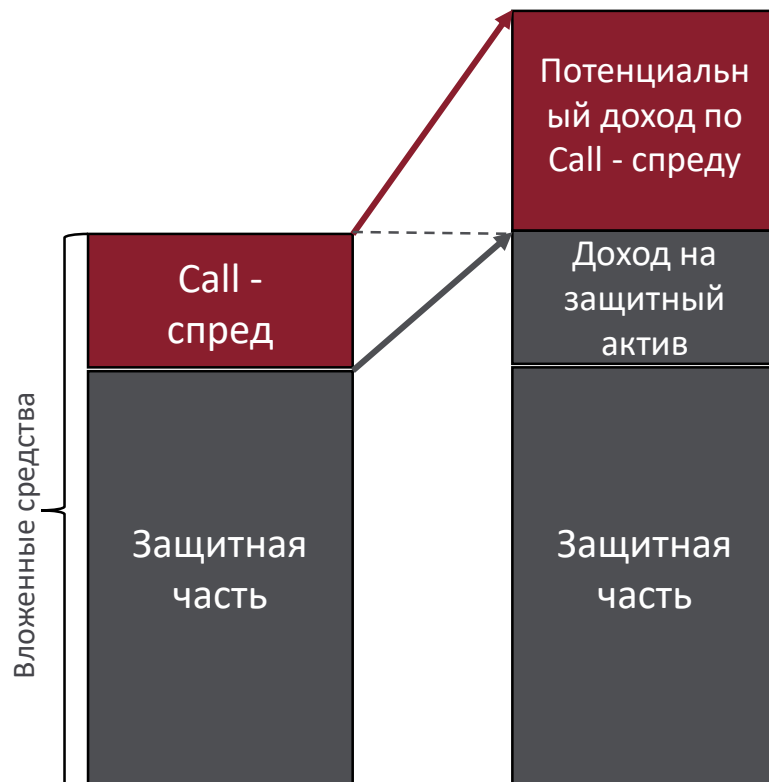 Вложенные средства
Call -
спред
Защитная
часть
Потенциальн
ый доход по
Call - спреду
Доход на
защитный
актив
Защитная
часть